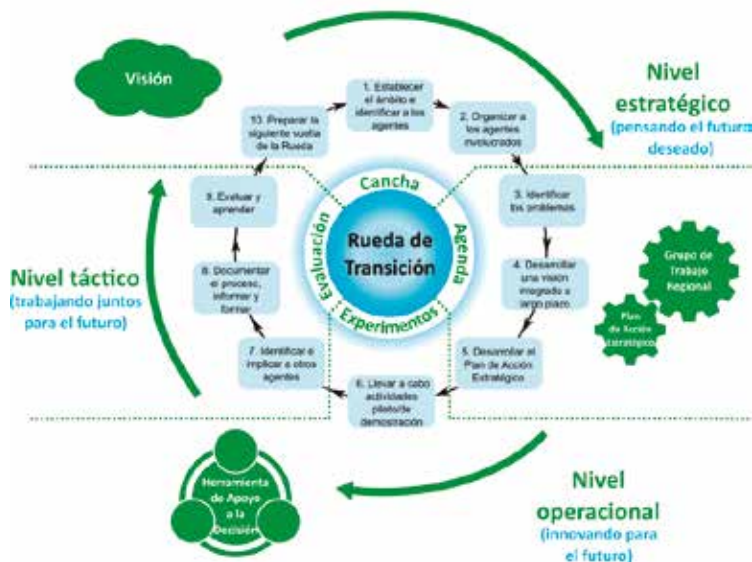 Visión
Nivel
estratégico
(pensando el futuro
deseado)
1. Establecer
el ámbito e
identificar a los
agentes
2. Organizar a
los agentes
involucrados
3. Identificar
los problemas
4. Desarrollar
una visión
integrada a
largo plazo
5. Desarrollar el
Plan de Acción
Estratégico
6. Llevar a cabo
actividades
piloto/de
demostración
7. Identificar e
implicar a otros
agentes
8. Documentar
el proceso,
informar y
formar
9. Evaluar y
aprender
10. Preparar la
siguiente vuelta
de la Rueda
Cancha
Agenda
Experimentos
Evaluación
Rueda de
Transición
Grupo de
Trabajo
Regional
Plan
de Acción
Estratégico
Nivel táctico
(trabajando juntos
para el futuro)
Herramienta
de Apoyo
a la
Decisión
Nivel
operacional
(innovando para
el futuro)